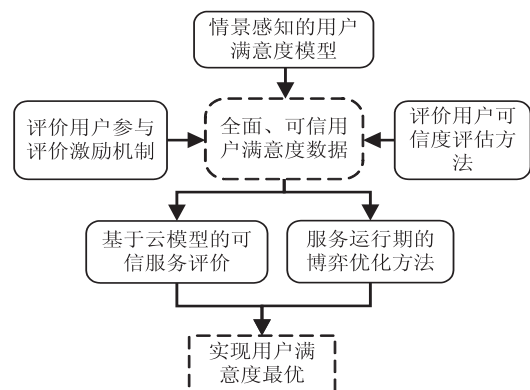 情景感知的用户
满意度模型
评价用户参与
评价激励机制
全面、可信用
户满意度数据
评价用户可
信度评估方
法
基于云模型的可
信服务评价
服务运行期的
博弈优化方法
实现用户满
意度最优